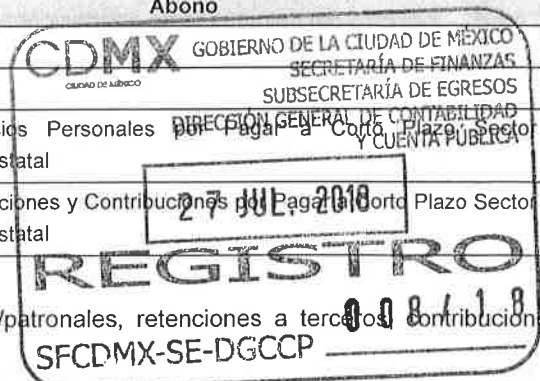 Abono
CDMX
CIUDAD DE MÉXICO
GOBIERNO DE LA CIUDAD DE MÉXICO
SECRETARÍA DE FINANZAS
SUBSECRETARÍA DE EGRESOS
DIRECCIÓN GENERAL DE CONTABILIDAD
Y CUENTA PÚBLICA
ios Personales por Pagar a Corto Plazo Sector
statal
27 JUL. 2018
ciones y Contribuciones por Pagar a Corto Plazo Sector
statal
REGISTRO
/patronales, retenciones a terceros, contribucion
008/18
SFCDMX-SE-DGCCP